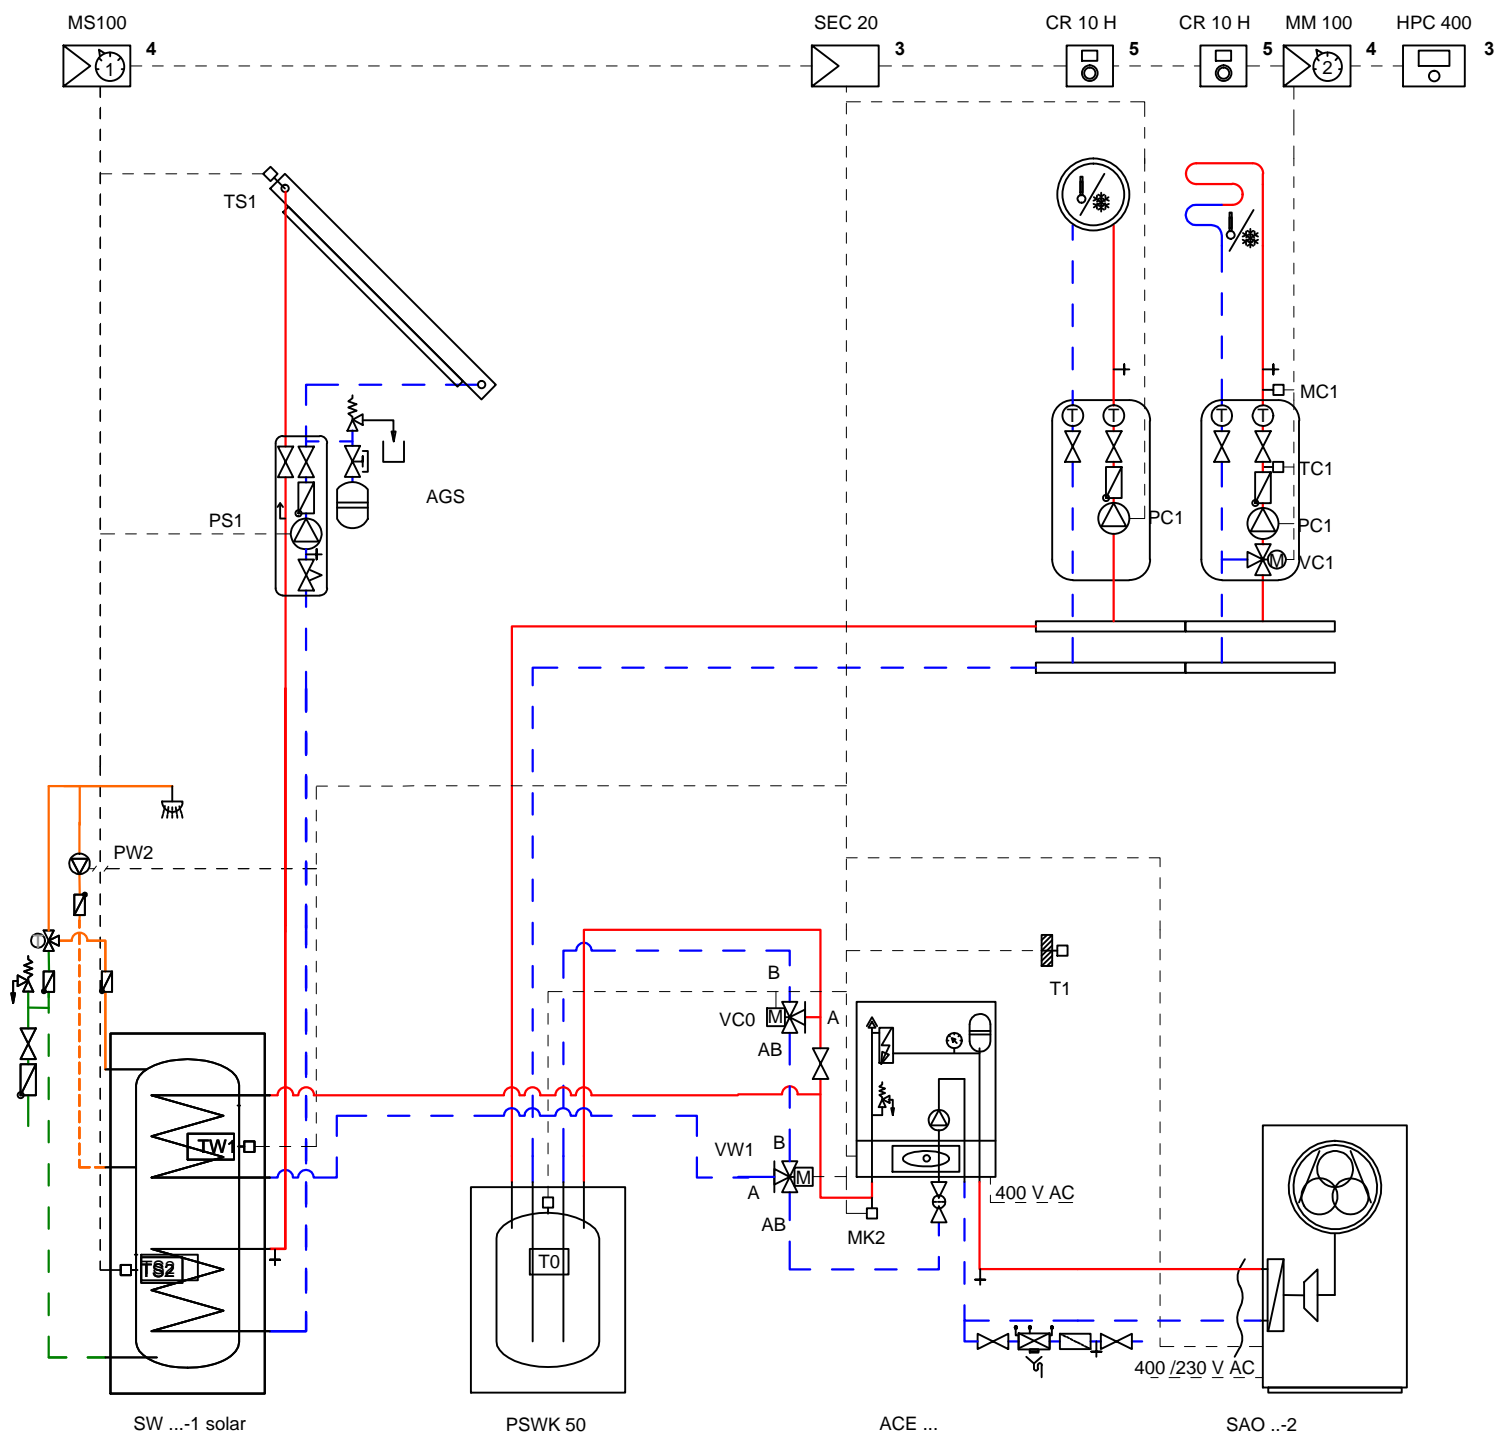 MS100 SEC 20 CR 10 H CR 10 H MM 100 HPC 400
1 4 3 5 5 2 4 3
TS1
MC1
T T T T
TC1
AGS
PS1 PC1 PC1
M VC1
PW2
T
B
T1
VC0 M A
AB
TW1 VW1 B
M
A 400 V AC
AB
MK2
TS2 T0
400 /230 V AC
SW ...-1 solar PSWK 50 ACE ... SAO ..-2